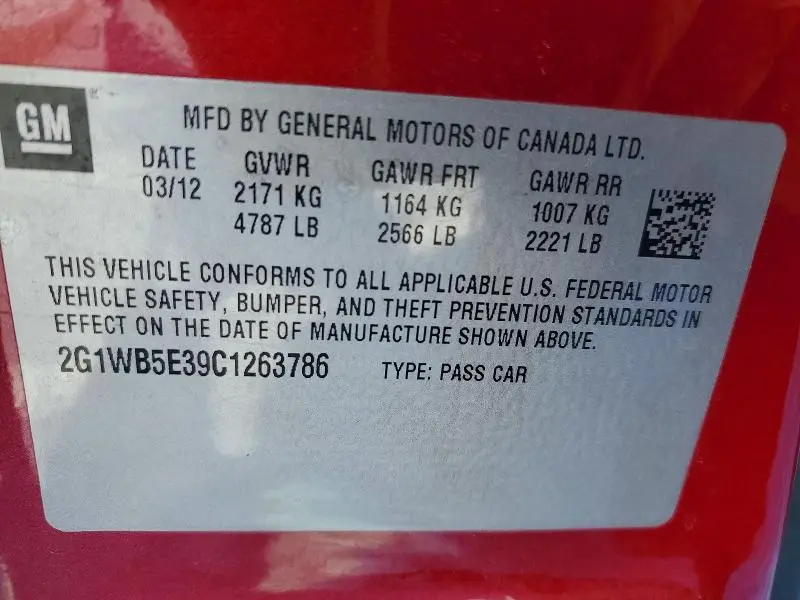 GM
MFD BY GENERAL MOTORS OF CANADA LTD.
DATE GVWR GAWR FRT GAWR RR
03/12 2171 KG 1164 KG 1007 KG
4787 LB 2566 LB 2221 LB
THIS VEHICLE CONFORMS TO ALL APPLICABLE U.S. FEDERAL MOTOR
VEHICLE SAFETY, BUMPER, AND THEFT PREVENTION STANDARDS IN
EFFECT ON THE DATE OF MANUFACTURE SHOWN ABOVE.
2G1WB5E39C1263786 TYPE: PASS CAR